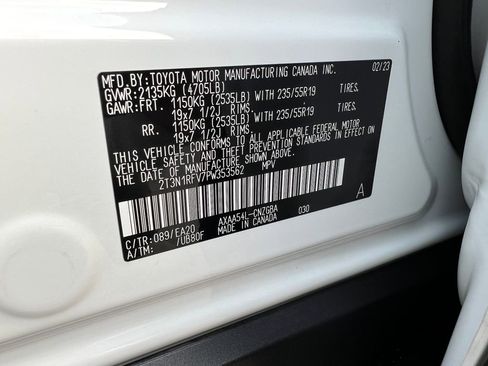 MFD. BY: TOYOTA MOTOR MANUFACTURING CANADA INC. 02/23
GVWR: 2135KG (4705LB)
GAWR: FRT. 1150KG (2535LB) WITH 235/55R19 TIRES,
19x7 1/2J RIMS,
RR. 1150KG (2535LB) WITH 235/55R19 TIRES,
19x7 1/2J RIMS,
THIS VEHICLE CONFORMS TO ALL APPLICABLE FEDERAL MOTOR
VEHICLE SAFETY AND THEFT PREVENTION STANDARDS
IN EFFECT ON THE DATE OF MANUFACTURE SHOWN ABOVE.
2T3N1RFV7PW353562 MPV
A
C/TR: 089/EA20 AXAA54L-CNZGBA 030
A/TM: /UB80F MADE IN CANADA